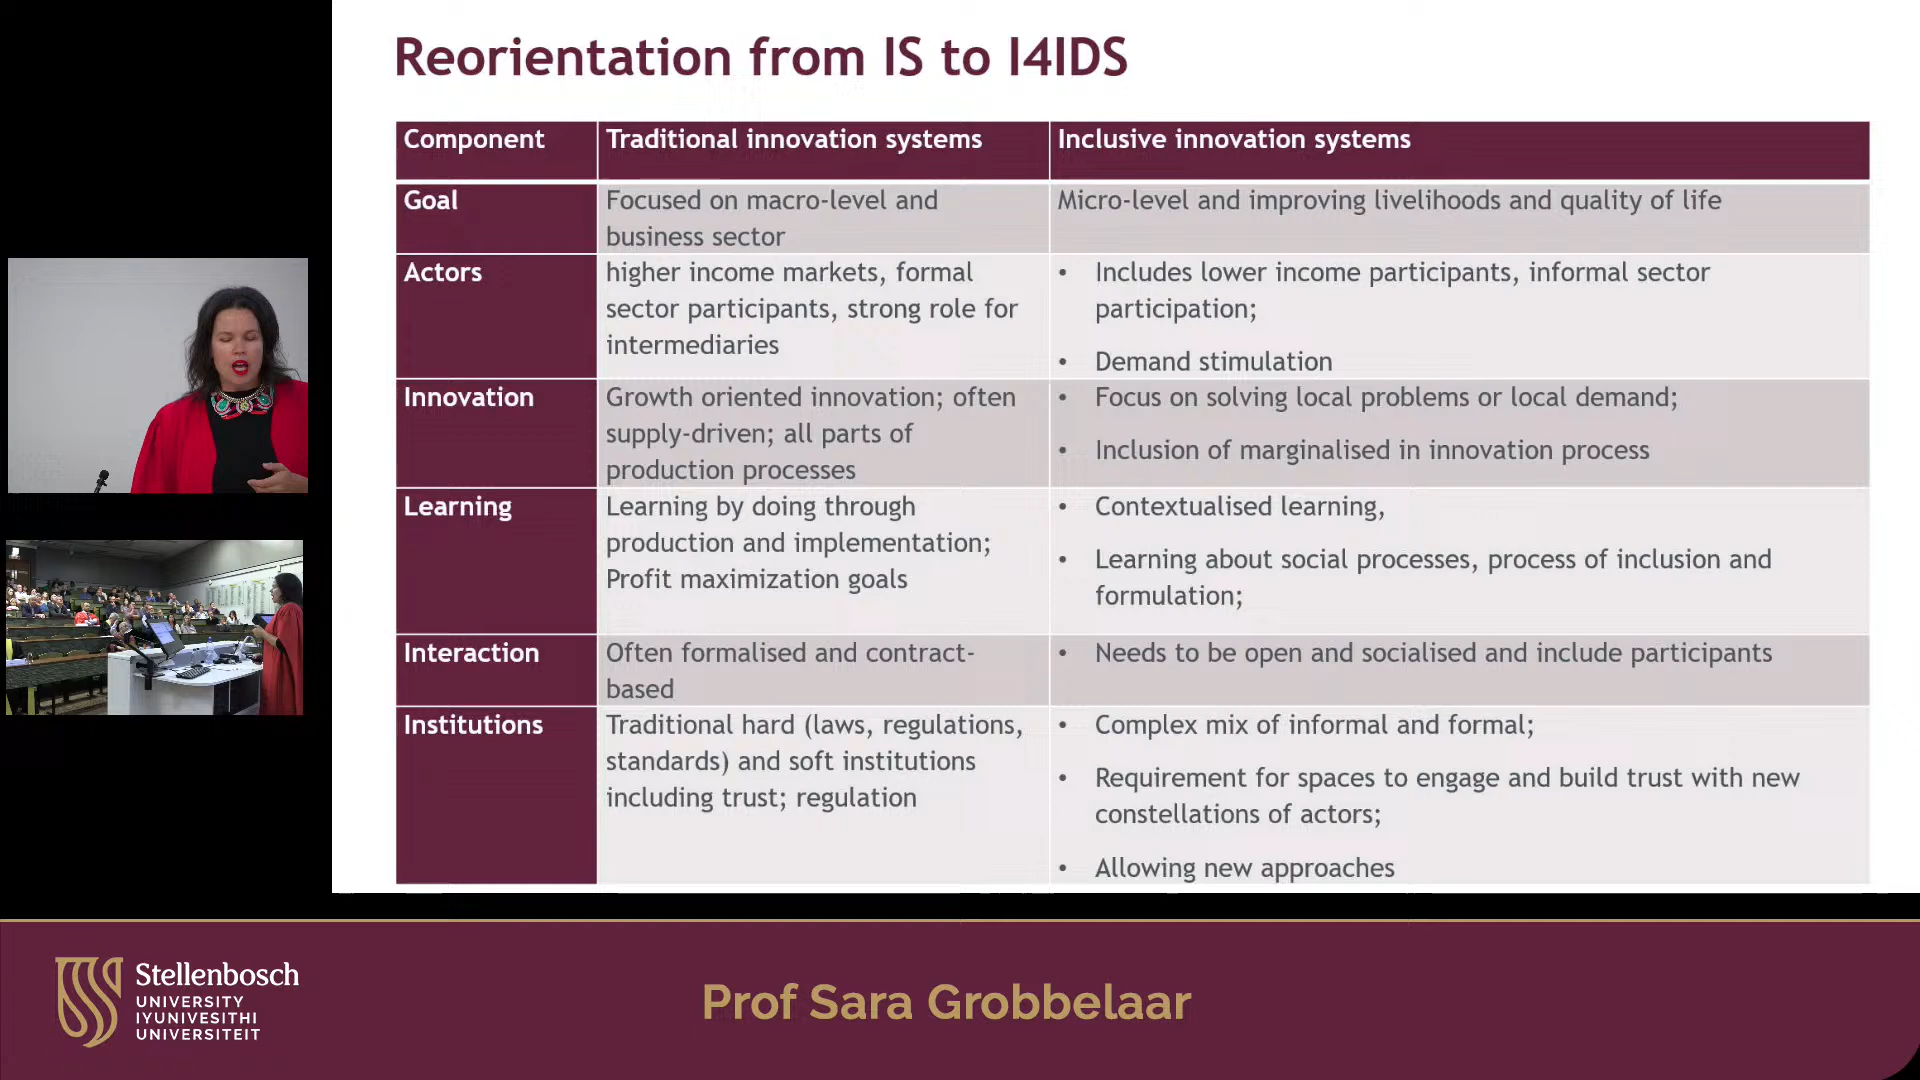 Reorientation from IS to I4IDS
Component
Traditional innovation systems
Inclusive innovation systems
Goal
Focused on macro-level and
business sector
Micro-level and improving livelihoods and quality of life
Actors
higher income markets, formal
sector participants, strong role for
intermediaries
• Includes lower income participants, informal sector
participation;
• Demand stimulation
Innovation
Growth oriented innovation; often
supply-driven; all parts of
production processes
• Focus on solving local problems or local demand;
• Inclusion of marginalised in innovation process
Learning
Learning by doing through
production and implementation;
Profit maximization goals
• Contextualised learning,
• Learning about social processes, process of inclusion and
formulation;
Interaction
Often formalised and contract-
based
• Needs to be open and socialised and include participants
Institutions
Traditional hard (laws, regulations,
standards) and soft institutions
including trust; regulation
• Complex mix of informal and formal;
• Requirement for spaces to engage and build trust with new
constellations of actors;
• Allowing new approaches
Stellenbosch
UNIVERSITY
IYUNIVESITHI
UNIVERSITEIT
Prof Sara Grobbelaar